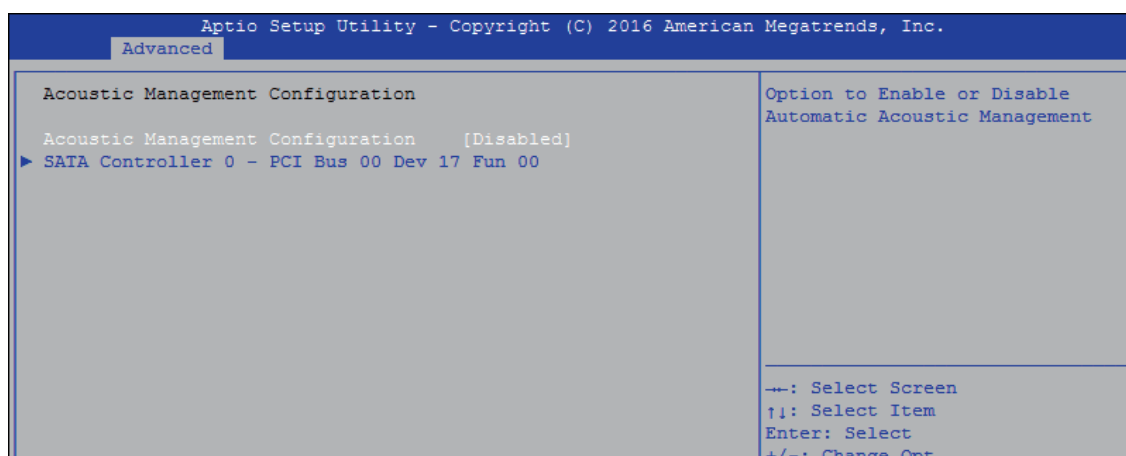 Aptio Setup Utility - Copyright (C) 2016 American Megatrends, Inc.
Advanced
Acoustic Management Configuration
Acoustic Management Configuration [Disabled]
► SATA Controller 0 - PCI Bus 00 Dev 17 Fun 00
Option to Enable or Disable
Automatic Acoustic Management
→←: Select Screen
↑↓: Select Item
Enter: Select
+/-: Change Opt